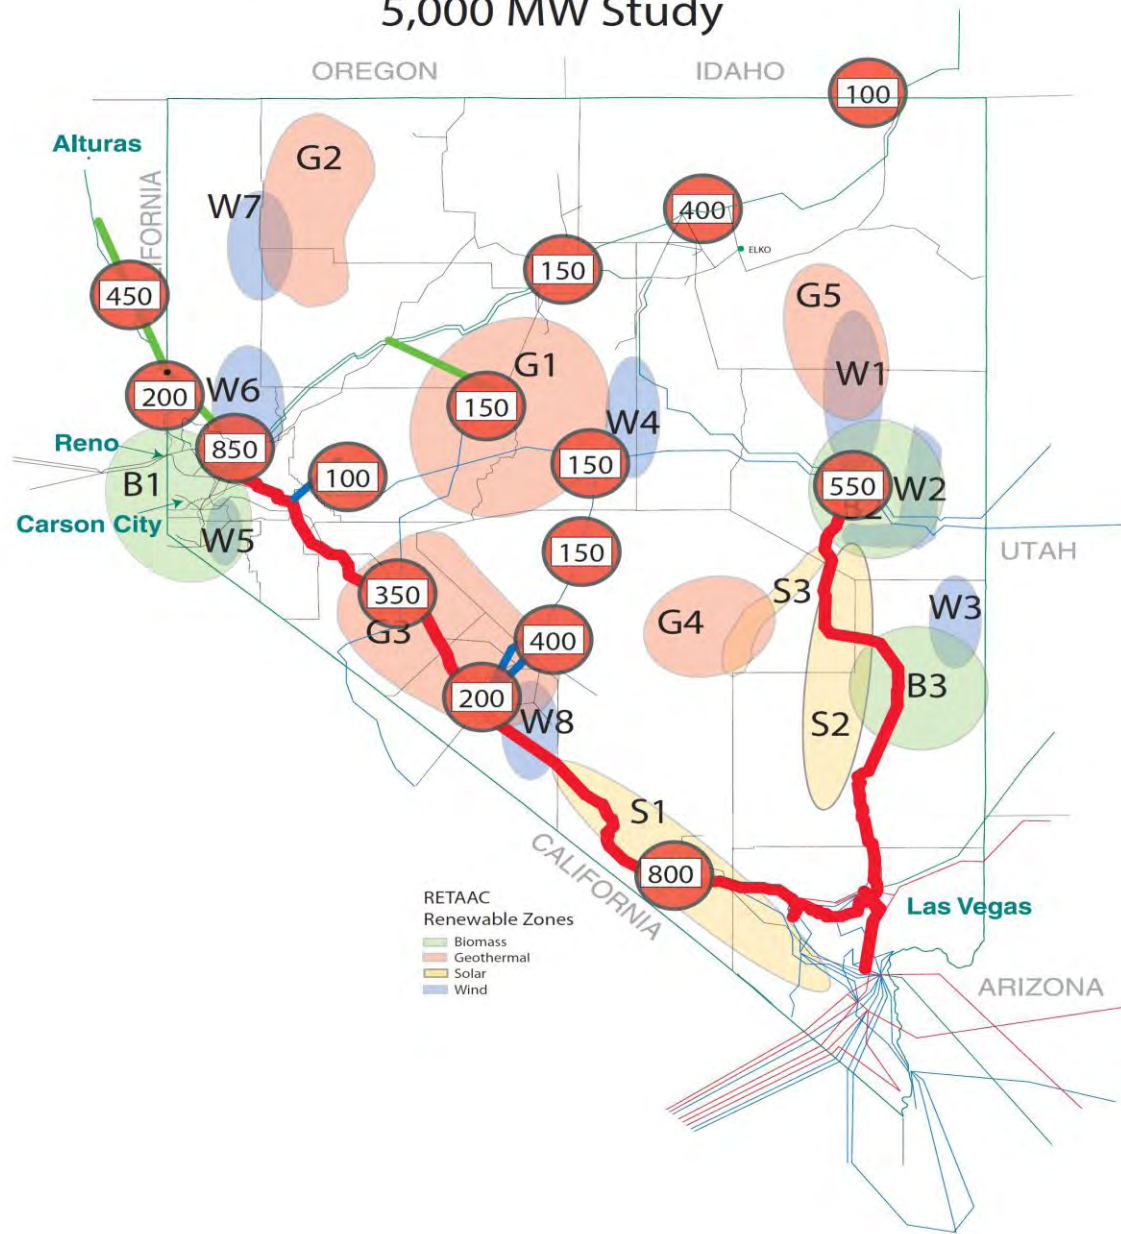 5,000 MW Study
OREGON
IDAHO
100
Alturas
G2
IFORNIA
W7
400
ELKO
150
450
G5
G1
W1
200
W6
150
W4
Reno
850
100
150
B1
550
W2
Carson City
W5
150
UTAH
350
S3
W3
G3
G4
400
200
B3
W8
S2
S1
CALIFORNIA
800
RETAAC
Renewable Zones
Las Vegas
Biomass
Geothermal
Solar
Wind
ARIZONA